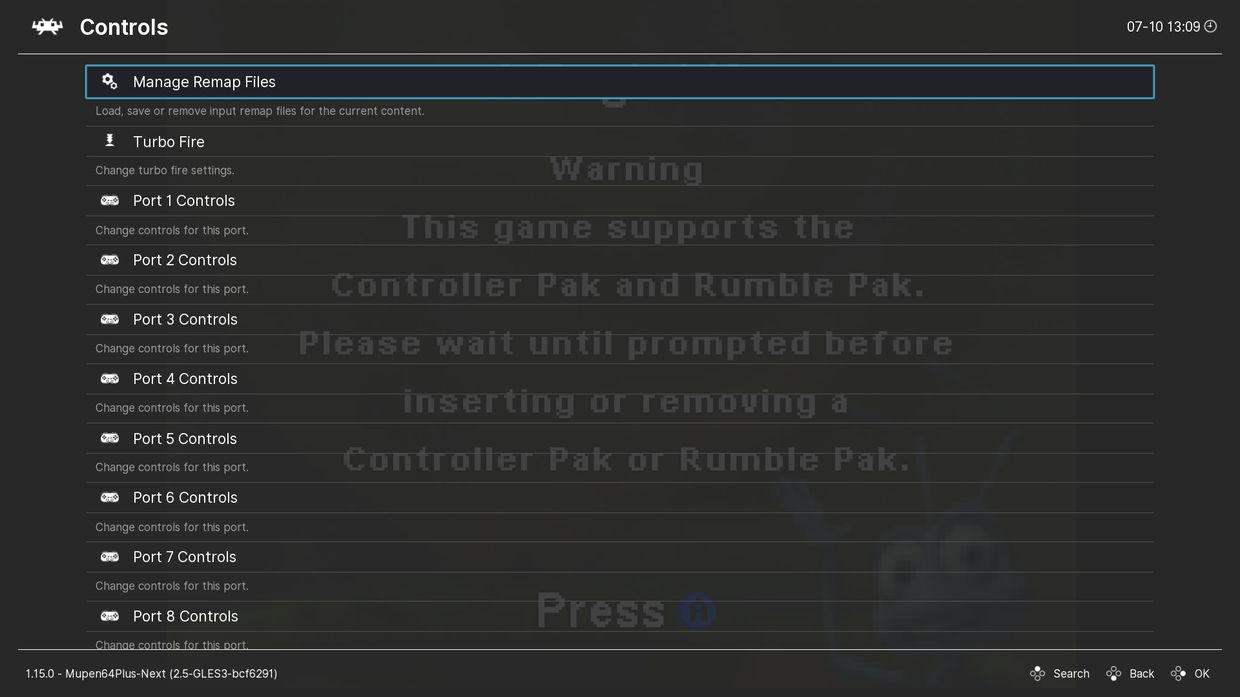 Controls
07-10 13:09
Manage Remap Files
Load, save or remove input remap files for the current content.
Turbo Fire
Change turbo fire settings.
Warning
Port 1 Controls
This game supports the
Change controls for this port.
Port 2 Controls
Controller Pak and Rumble Pak.
Change controls for this port.
Port 3 Controls
Please wait until prompted before
Change controls for this port.
Port 4 Controls
inserting or removing a
Change controls for this port.
Port 5 Controls
Controller Pak or Rumble Pak.
Change controls for this port.
Port 6 Controls
Change controls for this port.
Port 7 Controls
Change controls for this port.
Port 8 Controls
Press A
Change controls for this port.
1.15.0 - Mupen64Plus-Next (2.5-GLES3-bcf6291)
Search Back OK